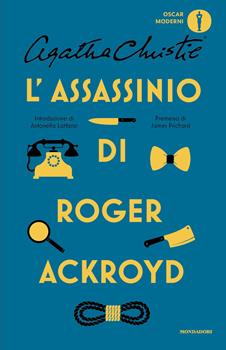 OSCAR
MODERNI
Agatha Christie
L'ASSASSINIO
Introduzione di
Antonella Lattanzi
Premessa di
James Prichard
DI
ROGER
ACKROYD
MONDADORI